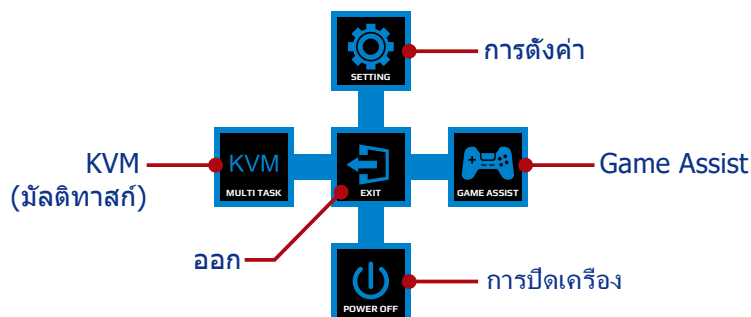 SETTING
การตังค่า
KVM
(มัลติทาสก์)
KVM
MULTI TASK
EXIT
GAME ASSIST
Game Assist
ออก
POWER OFF
การปิดเครือง